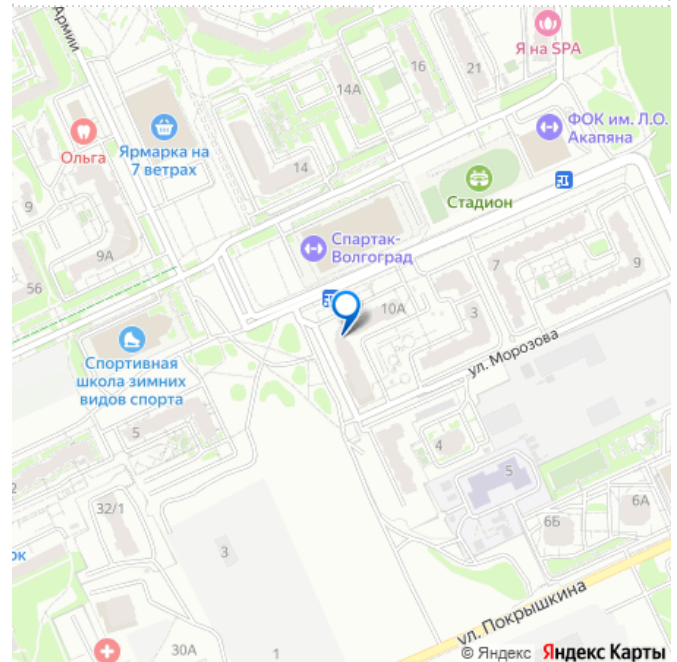 Армии
Я на SPA
16
21
14А
ФОК им. Л.О.
Акапяна
Ольга
Ярмарка на
7 ветрах
14
Стадион
9
Спартак-
Волгоград
9А
7
9
56
10А
3
ул. Морозова
Спортивная
школа зимних
видов спорта
5
4
5
2
32/1
6Б
6А
ок
3
ул. Покрышкина
30А
1
© Яндекс Яндекс Карты